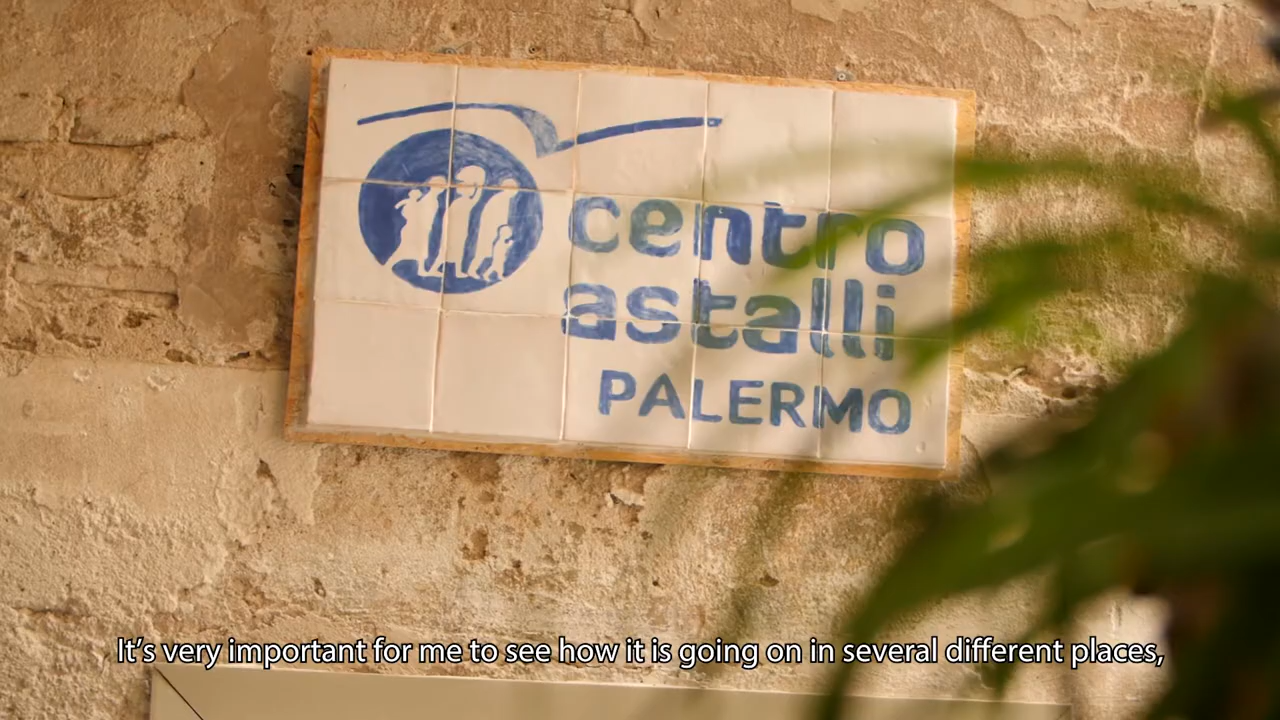 centro
astalli
PALERMO
It's very important for me to see how it is going on in several different places,